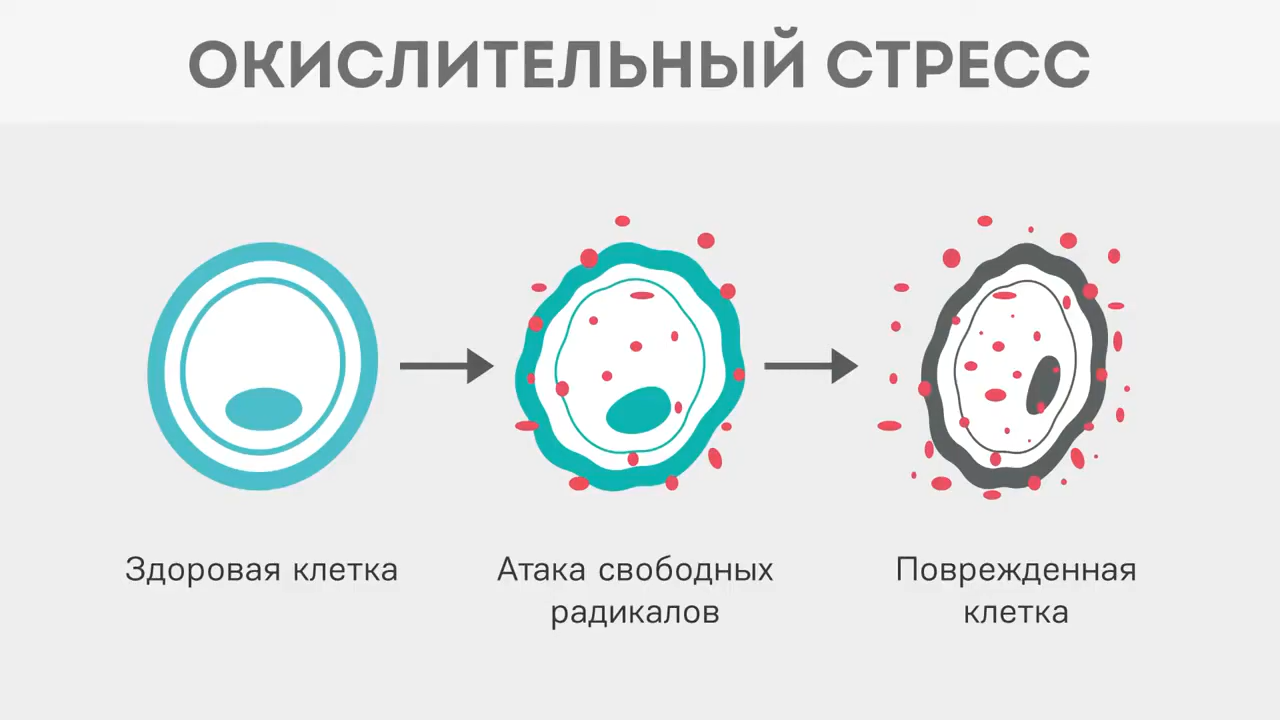 ОКИСЛИТЕЛЬНЫЙ СТРЕСС
Здоровая клетка
Атака свободных
радикалов
Поврежденная
клетка